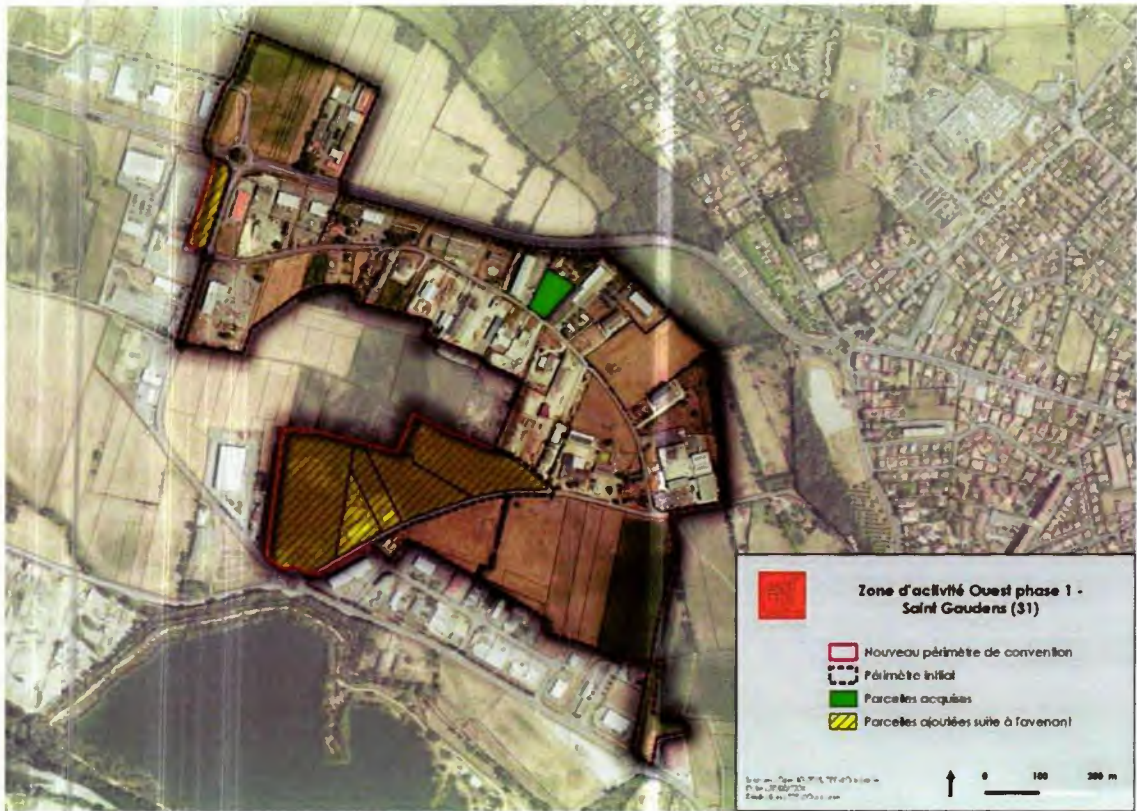 Zone d'activité Ouest phase 1 -
Saint Gaudens (31)
Nouveau périmètre de convention
Périmètre initial
Parcelles acquises
Parcelles ajoutées suite à l'avenant
0 100 200 m